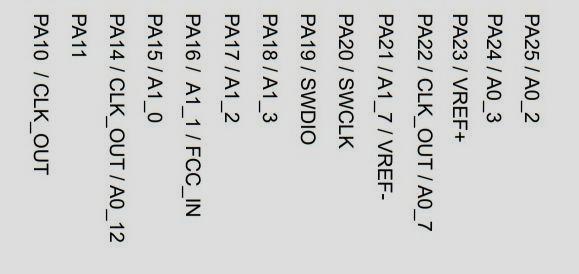 PA25 / A0_2
PA24 / A0_3
PA23 / VREF+
PA22 / CLK_OUT / A0_7
PA21 / A1_7 / VREF-
PA20 / SWCLK
PA19 / SWDIO
PA18 / A1_3
PA17 / A1_2
PA16 / A1_1 / FCC_IN
PA15 / A1_0
PA14 / CLK_OUT / A0_12
PA11
PA10 / CLK_OUT